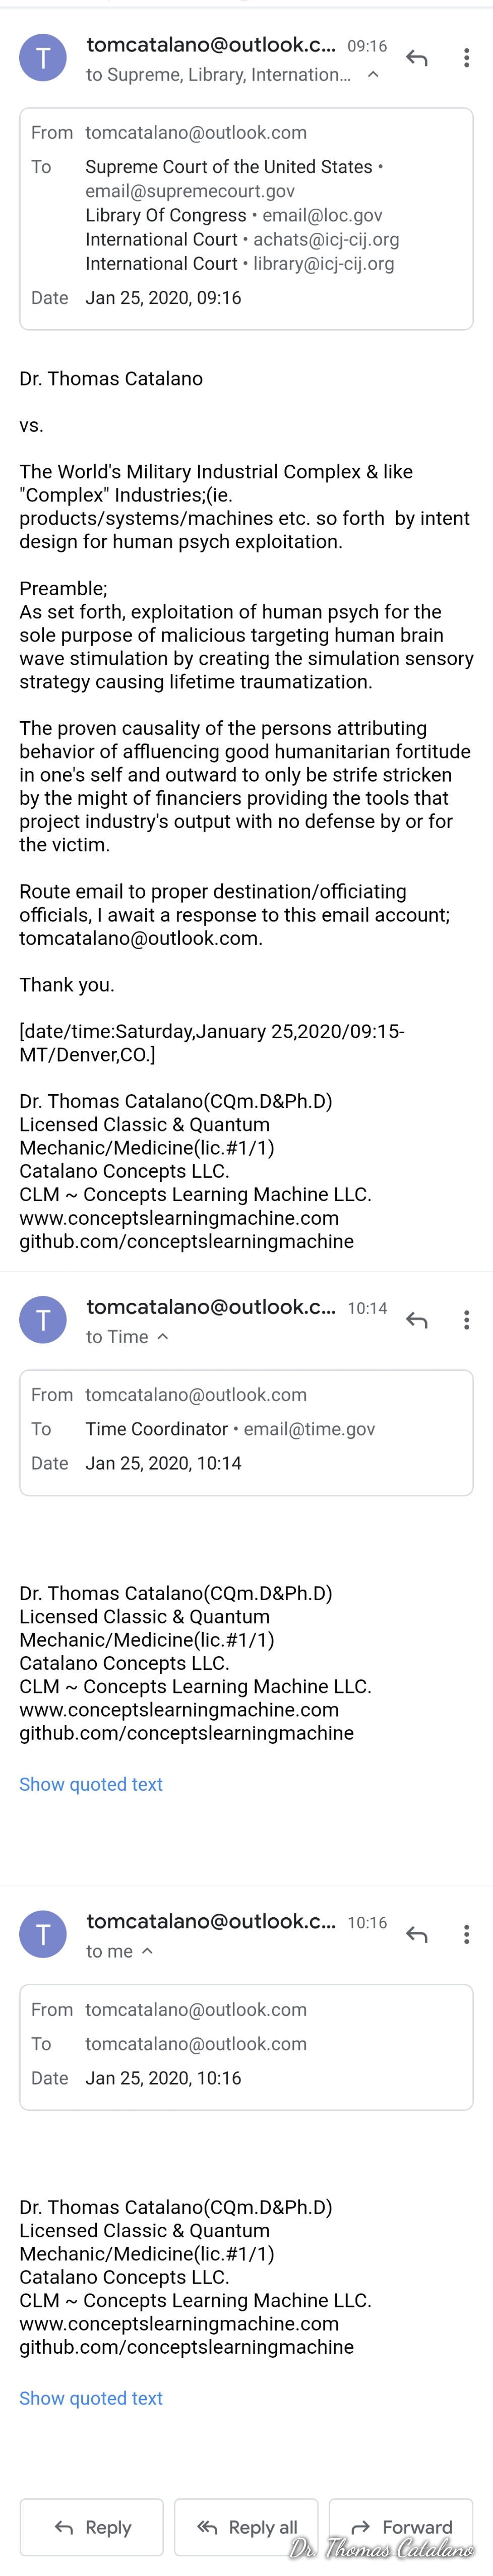 T
tomcatalano@outlook.c... 09:16
to Supreme, Library, Internation...
From tomcatalano@outlook.com
To Supreme Court of the United States •
email@supremecourt.gov
Library Of Congress • email@loc.gov
International Court • achats@icj-cij.org
International Court • library@icj-cij.org
Date Jan 25, 2020, 09:16
Dr. Thomas Catalano
vs.
The World's Military Industrial Complex & like
"Complex" Industries;(ie.
products/systems/machines etc. so forth  by intent
design for human psych exploitation.
Preamble;
As set forth, exploitation of human psych for the
sole purpose of malicious targeting human brain
wave stimulation by creating the simulation sensory
strategy causing lifetime traumatization.
The proven causality of the persons attributing
behavior of affluencing good humanitarian fortitude
in one's self and outward to only be strife stricken
by the might of financiers providing the tools that
project industry's output with no defense by or for
the victim.
Route email to proper destination/officiating
officials, I await a response to this email account;
tomcatalano@outlook.com.
Thank you.
[date/time:Saturday,January 25,2020/09:15-
MT/Denver,CO.]
Dr. Thomas Catalano(CQm.D&Ph.D)
Licensed Classic & Quantum
Mechanic/Medicine(lic.#1/1)
Catalano Concepts LLC.
CLM ~ Concepts Learning Machine LLC.
www.conceptslearningmachine.com
github.com/conceptslearningmachine
T
tomcatalano@outlook.c... 10:14
to Time
From tomcatalano@outlook.com
To Time Coordinator • email@time.gov
Date Jan 25, 2020, 10:14
Dr. Thomas Catalano(CQm.D&Ph.D)
Licensed Classic & Quantum
Mechanic/Medicine(lic.#1/1)
Catalano Concepts LLC.
CLM ~ Concepts Learning Machine LLC.
www.conceptslearningmachine.com
github.com/conceptslearningmachine
Show quoted text
T
tomcatalano@outlook.c... 10:16
to me
From tomcatalano@outlook.com
To tomcatalano@outlook.com
Date Jan 25, 2020, 10:16
Dr. Thomas Catalano(CQm.D&Ph.D)
Licensed Classic & Quantum
Mechanic/Medicine(lic.#1/1)
Catalano Concepts LLC.
CLM ~ Concepts Learning Machine LLC.
www.conceptslearningmachine.com
github.com/conceptslearningmachine
Show quoted text
Reply Reply all Forward
Dr. Thomas Catalano